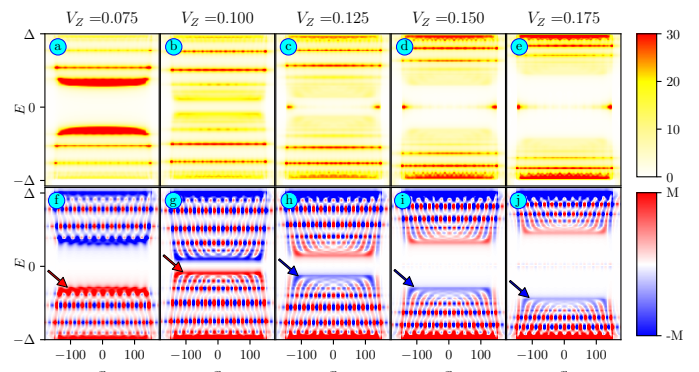 V_Z =0.075 V_Z =0.100 V_Z =0.125 V_Z =0.150 V_Z =0.175
Δ a b c d e 30
20
E 0
10
−Δ 0
Δ f g h i j M
E 0
−Δ -M
−100 0 100 −100 0 100 −100 0 100 −100 0 100 −100 0 100